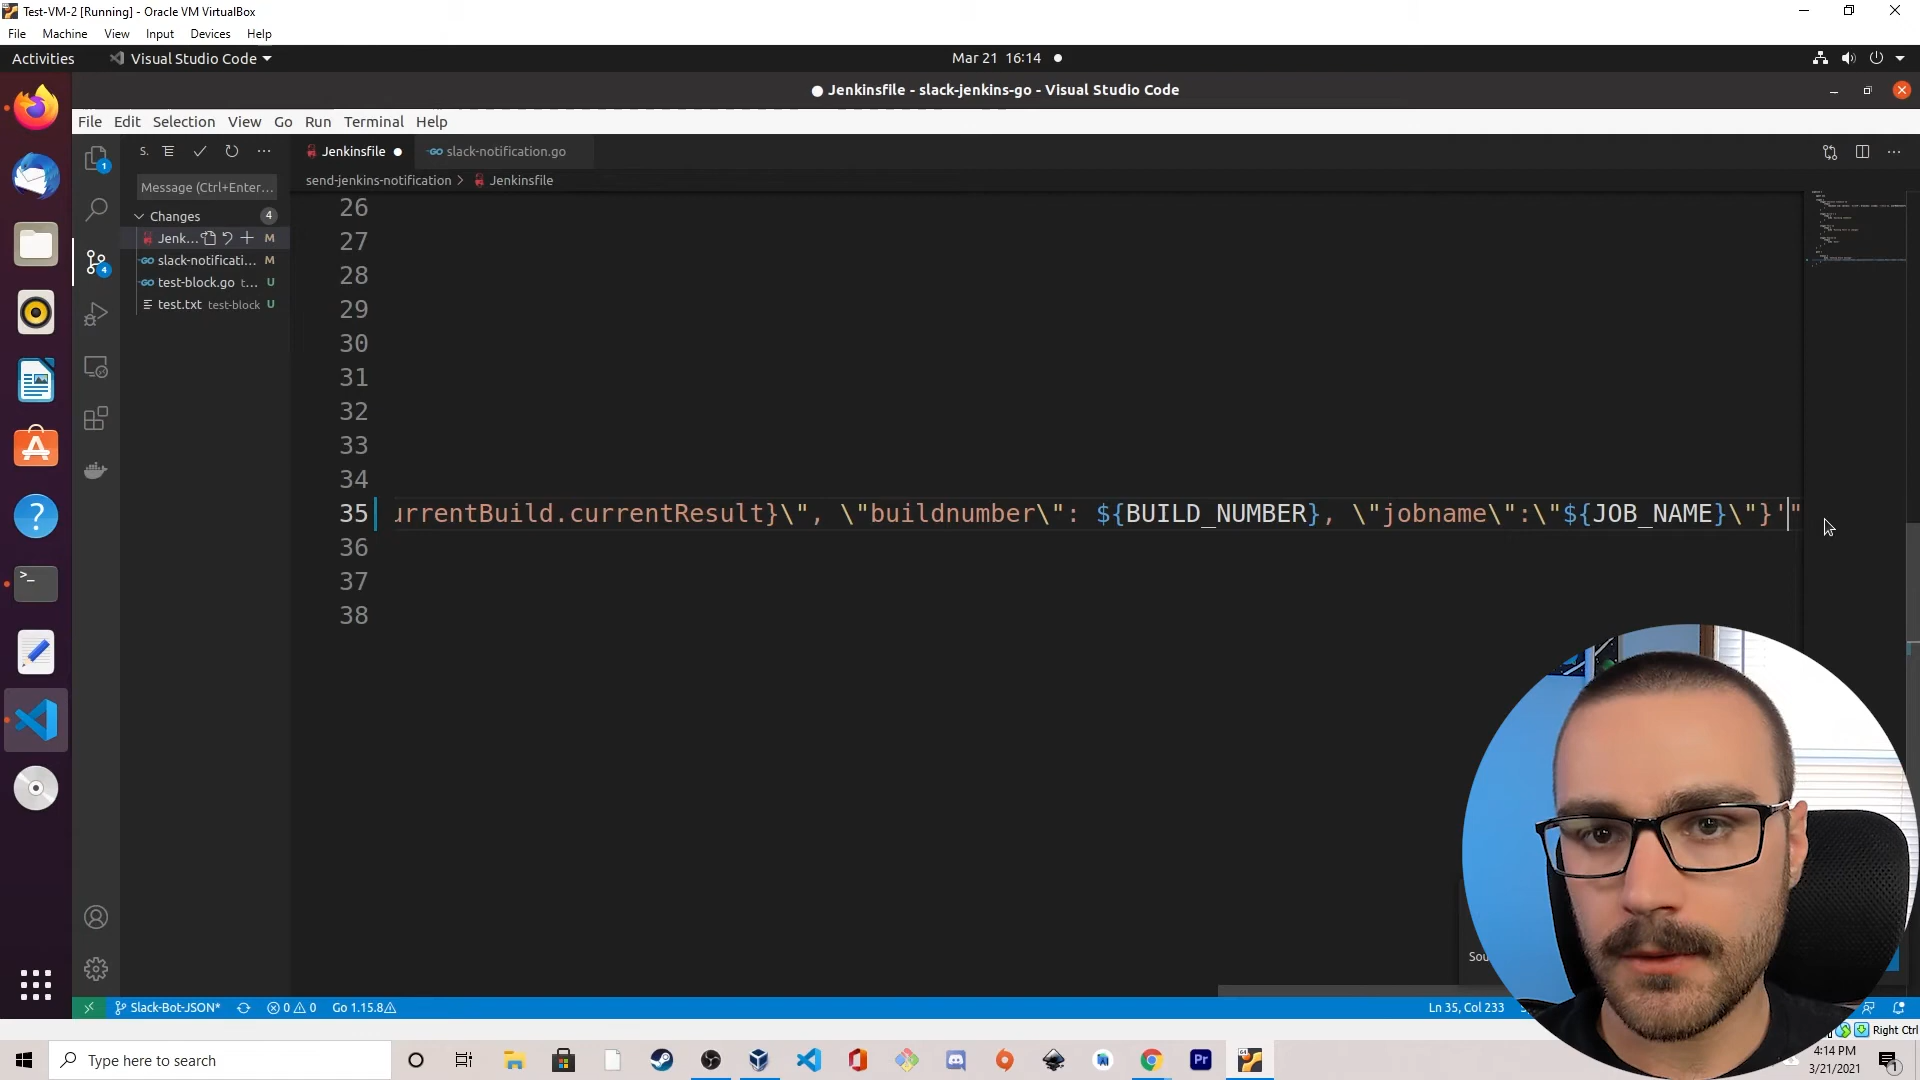 Test-VM-2 [Running] - Oracle VM VirtualBox
File Machine View Input Devices Help
Activities Visual Studio Code Mar 21 16:14
Jenkinsfile - slack-jenkins-go - Visual Studio Code
File Edit Selection View Go Run Terminal Help
S. Jenkinsfile slack-notification.go
send-jenkins-notification > Jenkinsfile
Message (Ctrl+Enter...
Changes 4
Jenk... M
slack-notificati... M
test-block.go t... U
test.txt test-block U
1
4
26
27
28
29
30
31
32
33
34
35 urrentBuild.currentResult}\", \"buildnumber\": ${BUILD_NUMBER}, \"jobname\":\"${JOB_NAME}\"}'"
36
37
38
Sou
Slack-Bot-JSON* 0 0 Go 1.15.8 Ln 35, Col 233
Right Ctrl
Type here to search
4:14 PM
3/21/2021